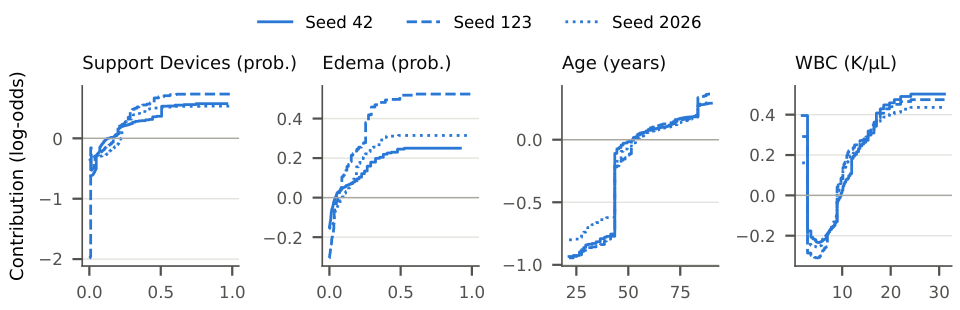 Seed 42 Seed 123 Seed 2026
Support Devices (prob.) Edema (prob.) Age (years) WBC (K/µL)
Contribution (log-odds)
0
−1
−2
0.0 0.5 1.0
0.4
0.2
0.0
−0.2
0.0 0.5 1.0
0.0
−0.5
−1.0
25 50 75
0.4
0.2
0.0
−0.2
10 20 30